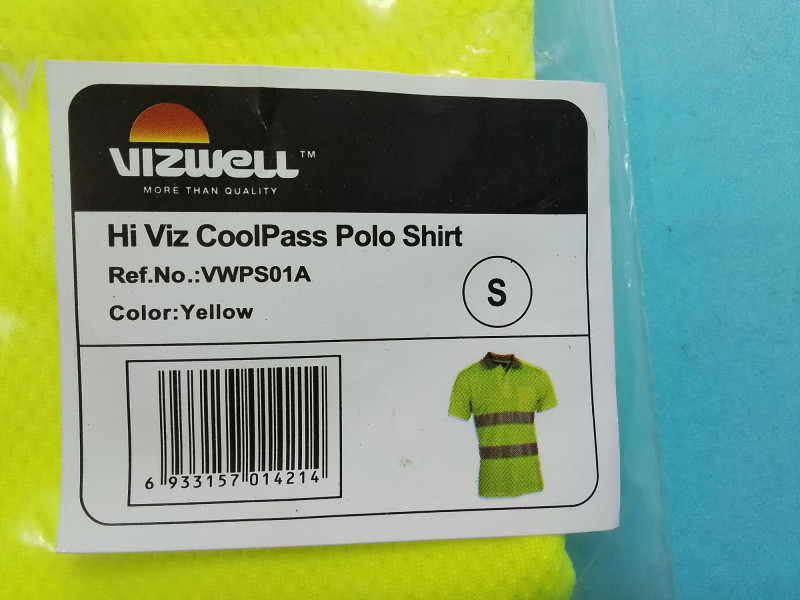 Y
VIZWELL™
MORE THAN QUALITY
Hi Viz CoolPass Polo Shirt
Ref.No.:VWPS01A
S
Color:Yellow
6 933157 014214